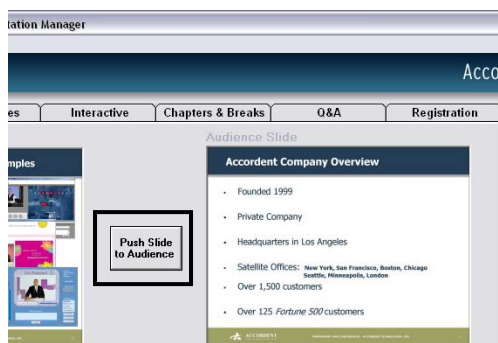 tation Manager
Acco
es
Interactive
Chapters & Breaks
Q&A
Registration
Audience Slide
mples
Accordent Company Overview
Push Slide
to Audience
• Founded 1999
• Private Company
• Headquarters in Los Angeles
• Satellite Offices: New York, San Francisco, Boston, Chicago
Seattle, Minneapolis, London
• Over 1,500 customers
• Over 125 Fortune 500 customers
ACCORDENT